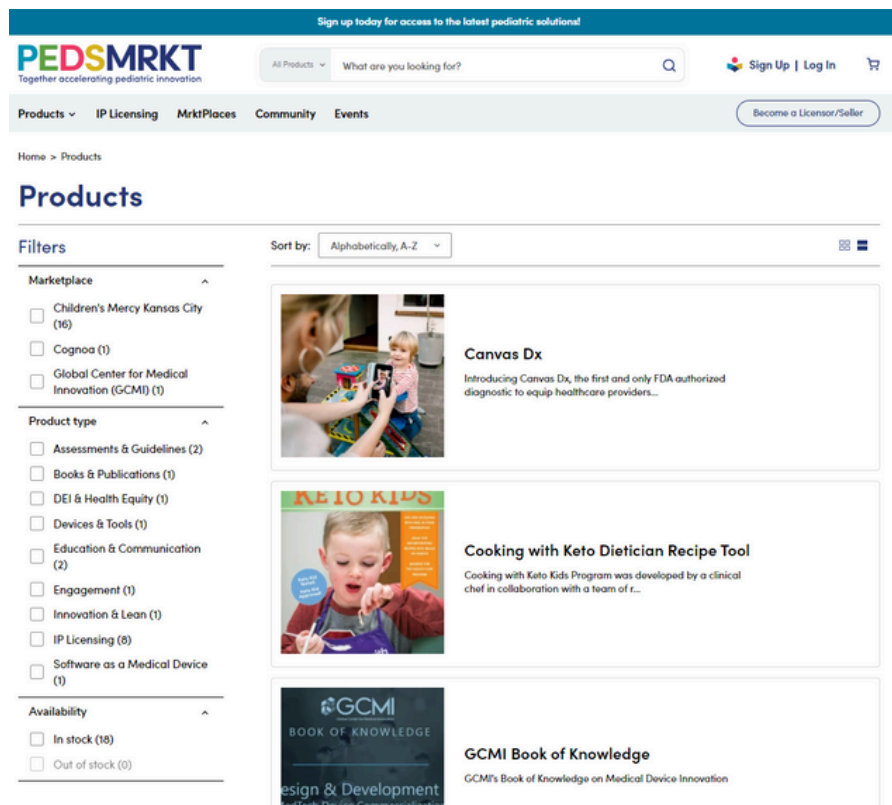 Sign up today for access to the latest pediatric solutions!
PEDSMRKT
Together accelerating pediatric innovation
All Products
What are you looking for?
Sign Up | Log In
Products
IP Licensing
MrktPlaces
Community
Events
Become a Licensor/Seller
Home > Products
Products
Filters
Sort by:
Alphabetically, A-Z
Marketplace
Children's Mercy Kansas City
(16)
Cognoa (1)
Global Center for Medical
Innovation (GCMI) (1)
Product type
Assessments & Guidelines (2)
Books & Publications (1)
DEI & Health Equity (1)
Devices & Tools (1)
Education & Communication
(2)
Engagement (1)
Innovation & Lean (1)
IP Licensing (8)
Software as a Medical Device
(1)
Availability
In stock (18)
Out of stock (0)
Canvas Dx
Introducing Canvas Dx, the first and only FDA authorized
diagnostic to equip healthcare providers...
KETO KIDS
Cooking with Keto Dietician Recipe Tool
Cooking with Keto Kids Program was developed by a clinical
chef in collaboration with a team of r...
GCMI
BOOK OF KNOWLEDGE
esign & Development
GCMI Book of Knowledge
GCMI's Book of Knowledge on Medical Device Innovation